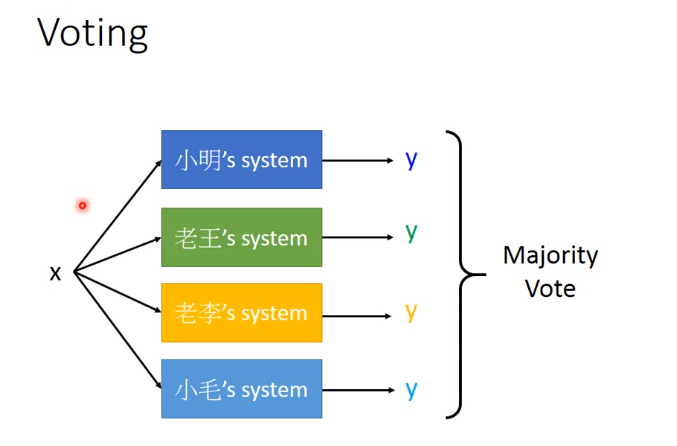 Voting
小明's system
y
老王's system
y
x
老李's system
y
小毛's system
y
Majority
Vote